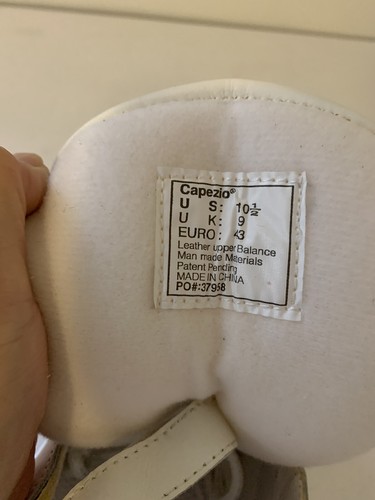 Capezio®
U S: 10½
U K: 9
EURO: 43
Leather upper Balance
Man made Materials
Patent Pending
MADE IN CHINA
PO#:37958